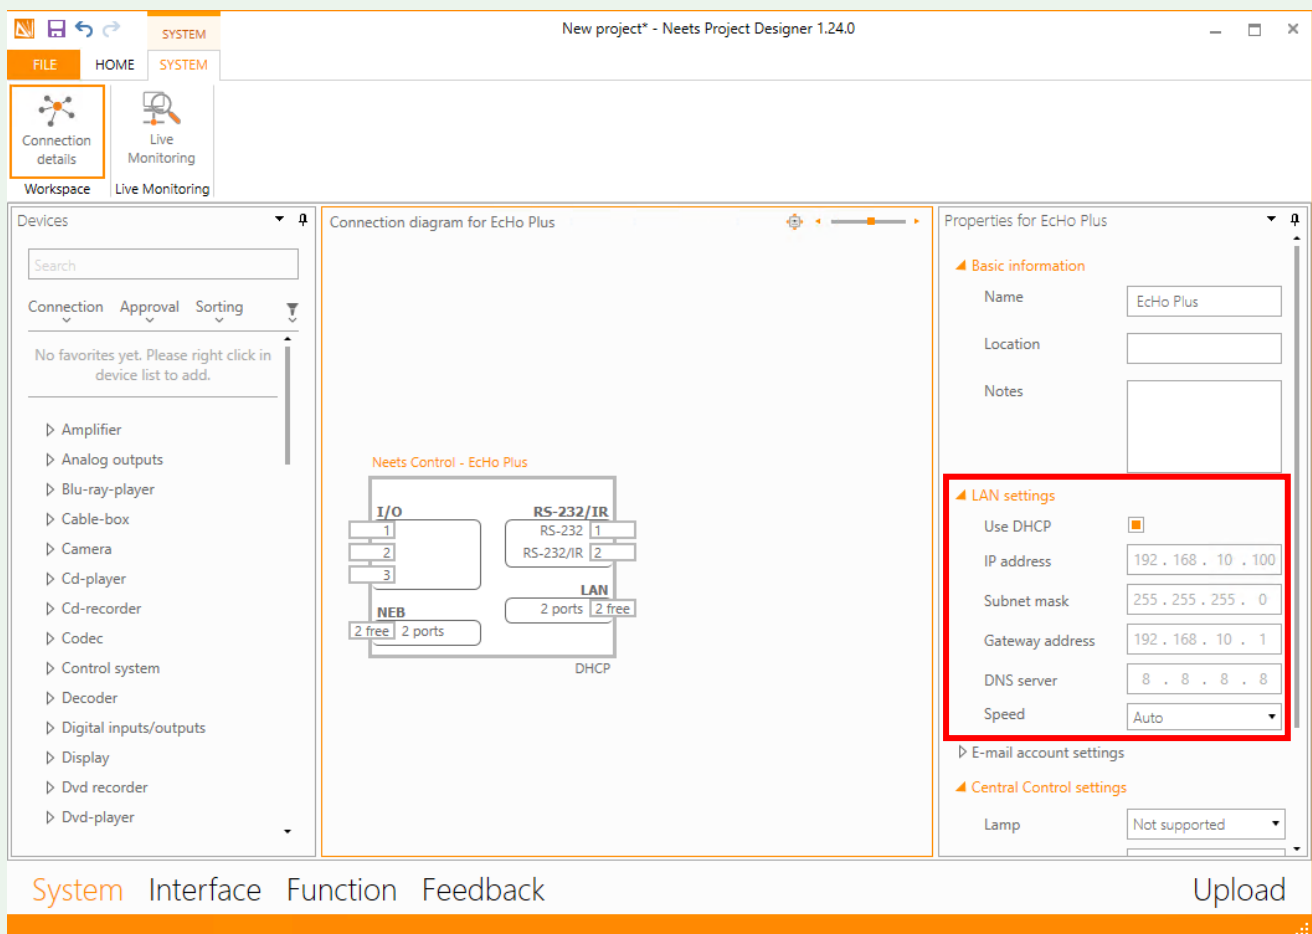 New project* - Neets Project Designer 1.24.0
SYSTEM
FILE HOME SYSTEM
Connection
details
Live
Monitoring
Workspace
Live Monitoring
Devices
Search
Connection Approval Sorting
No favorites yet. Please right click in
device list to add.
Amplifier
Analog outputs
Blu-ray-player
Cable-box
Camera
Cd-player
Cd-recorder
Codec
Control system
Decoder
Digital inputs/outputs
Display
Dvd recorder
Dvd-player
Connection diagram for EcHo Plus
Neets Control - EcHo Plus
I/O
1
2
3
NEB
2 free 2 ports
RS-232/IR
RS-232 1
RS-232/IR 2
LAN
2 ports 2 free
DHCP
Properties for EcHo Plus
Basic information
Name EcHo Plus
Location
Notes
LAN settings
Use DHCP
IP address 192 . 168 . 10 . 100
Subnet mask 255 . 255 . 255 . 0
Gateway address 192 . 168 . 10 . 1
DNS server 8 . 8 . 8 . 8
Speed Auto
E-mail account settings
Central Control settings
Lamp Not supported
System Interface Function Feedback Upload